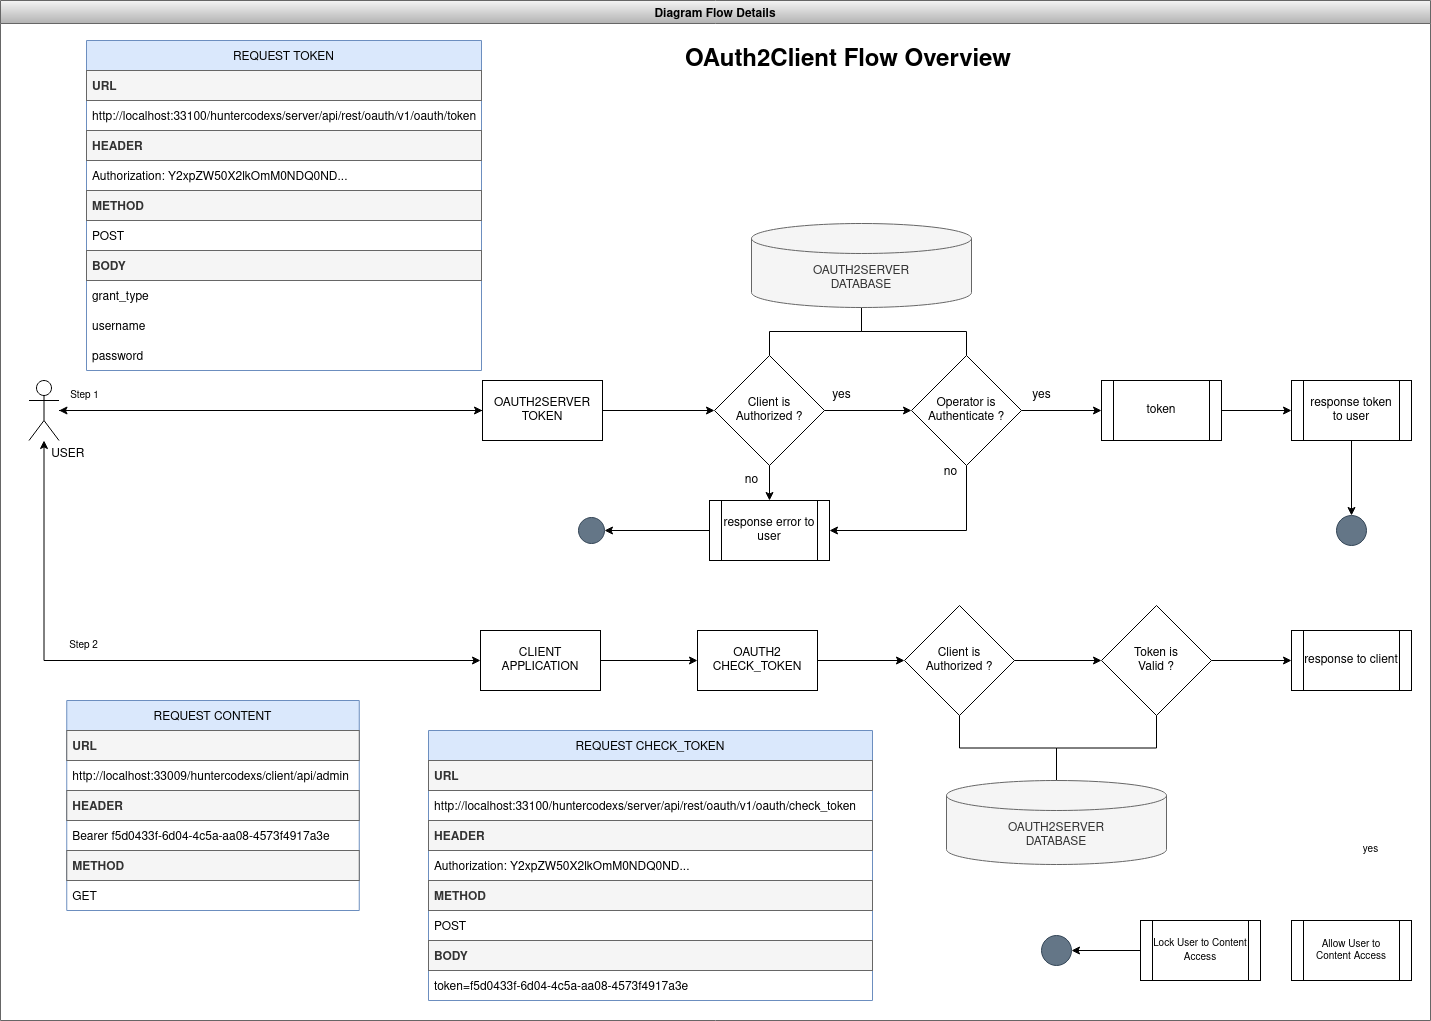 Diagram Flow Details
OAuth2Client Flow Overview
REQUEST TOKEN
URL
http://localhost:33100/huntercodexs/server/api/rest/oauth/v1/oauth/token
HEADER
Authorization: Y2xpZW50X2lkOmM0NDQ0ND...
METHOD
POST
BODY
grant_type
username
password
OAUTH2SERVER
DATABASE
Step 1
USER
OAUTH2SERVER
TOKEN
Client is
Authorized ?
yes
no
Operator is
Authenticate ?
yes
no
token
response token
to user
response error to
user
Step 2
CLIENT
APPLICATION
OAUTH2
CHECK_TOKEN
Client is
Authorized ?
Token is
Valid ?
response to client
REQUEST CONTENT
URL
http://localhost:33009/huntercodexs/client/api/admin
HEADER
Bearer f5d0433f-6d04-4c5a-aa08-4573f4917a3e
METHOD
GET
REQUEST CHECK_TOKEN
URL
http://localhost:33100/huntercodexs/server/api/rest/oauth/v1/oauth/check_token
HEADER
Authorization: Y2xpZW50X2lkOmM0NDQ0ND...
METHOD
POST
BODY
token=f5d0433f-6d04-4c5a-aa08-4573f4917a3e
OAUTH2SERVER
DATABASE
yes
Lock User to Content
Access
Allow User to
Content Access